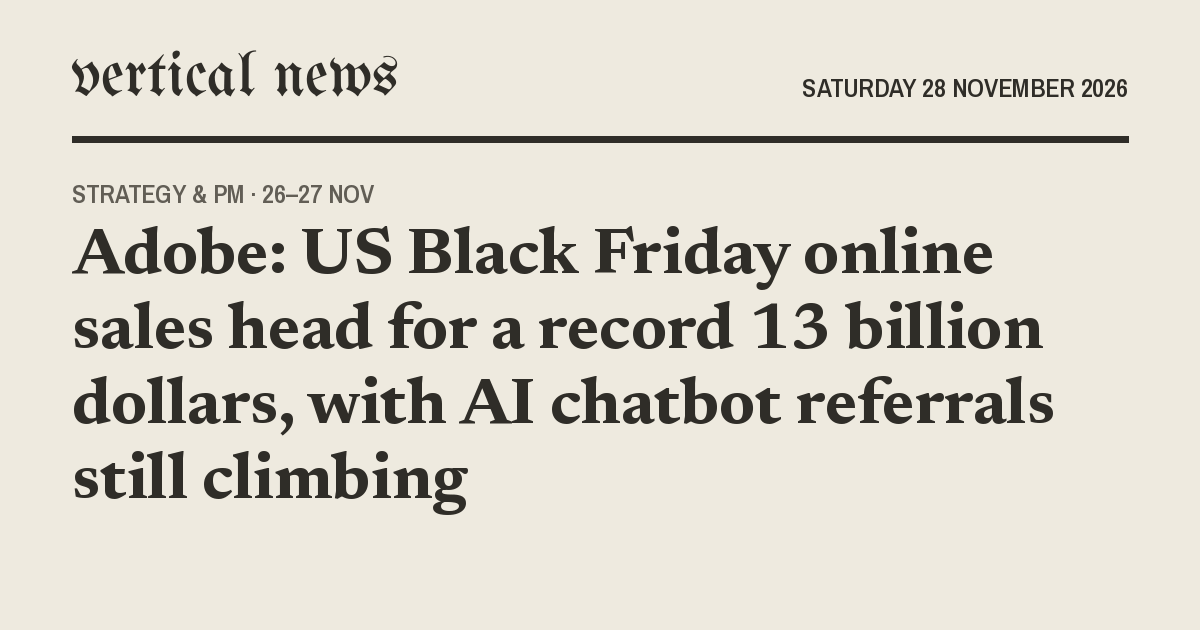 vertical news
SATURDAY 28 NOVEMBER 2026
STRATEGY & PM · 26–27 NOV
Adobe: US Black Friday online
sales head for a record 13 billion
dollars, with AI chatbot referrals
still climbing